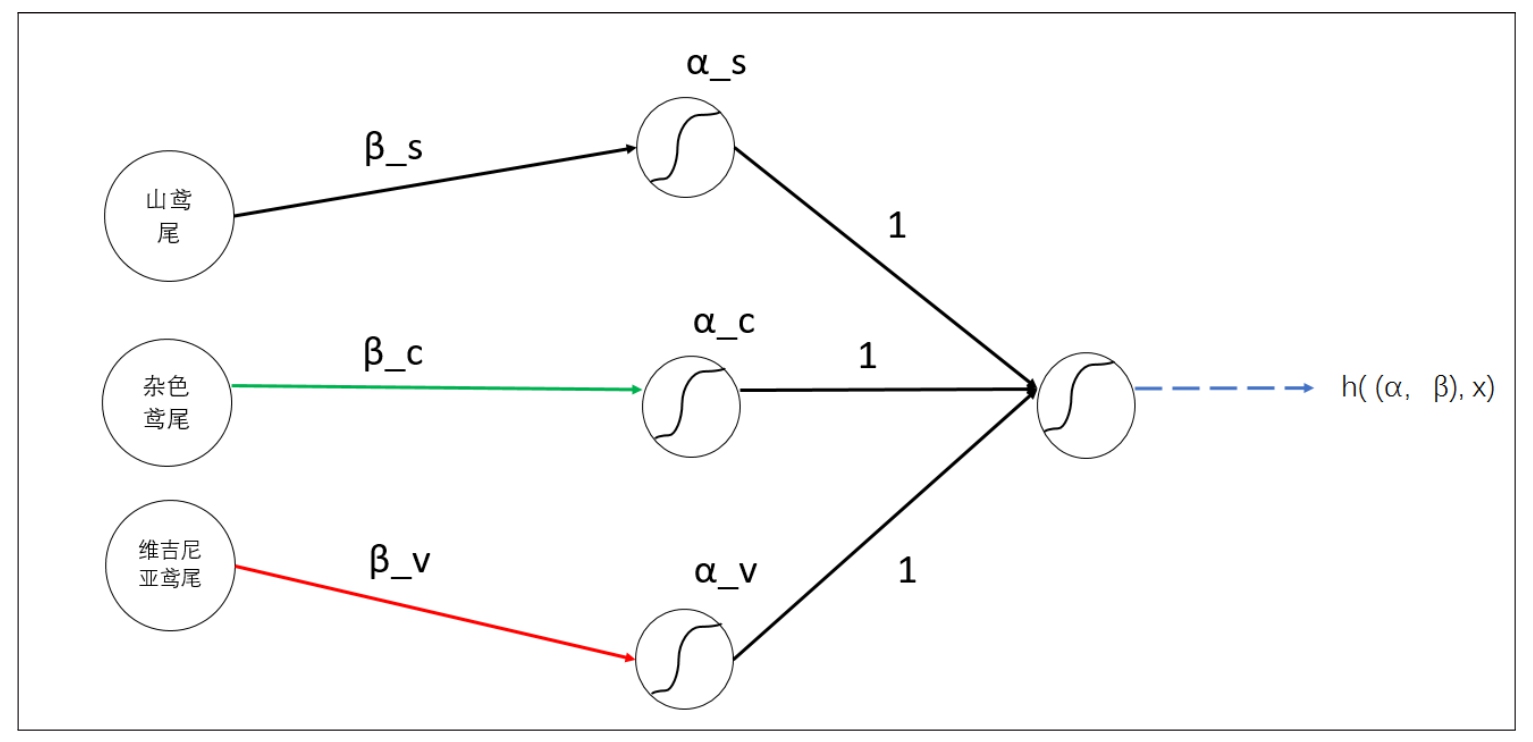 α_s
β_s
山鸢
尾
1
α_c
β_c
1
杂色
鸢尾
h( (α,   β), x)
维吉尼
亚鸢尾
β_v
α_v
1